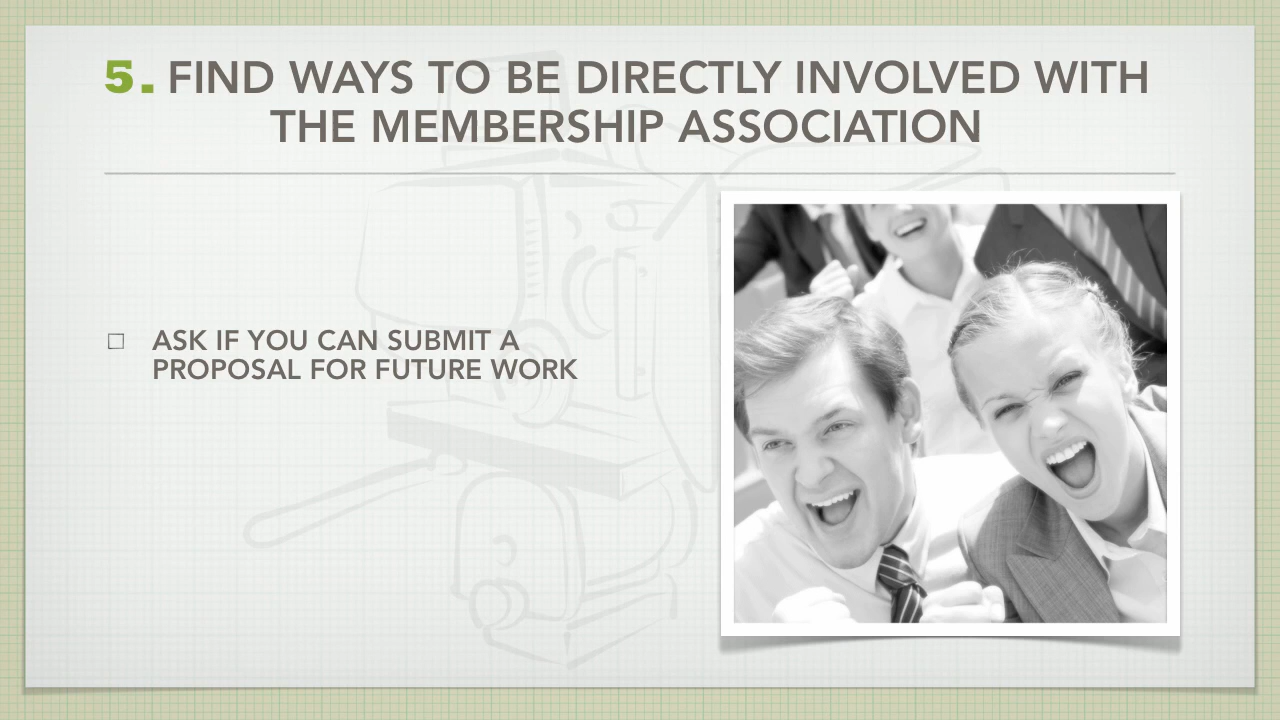 5. FIND WAYS TO BE DIRECTLY INVOLVED WITH
THE MEMBERSHIP ASSOCIATION
ASK IF YOU CAN SUBMIT A
PROPOSAL FOR FUTURE WORK